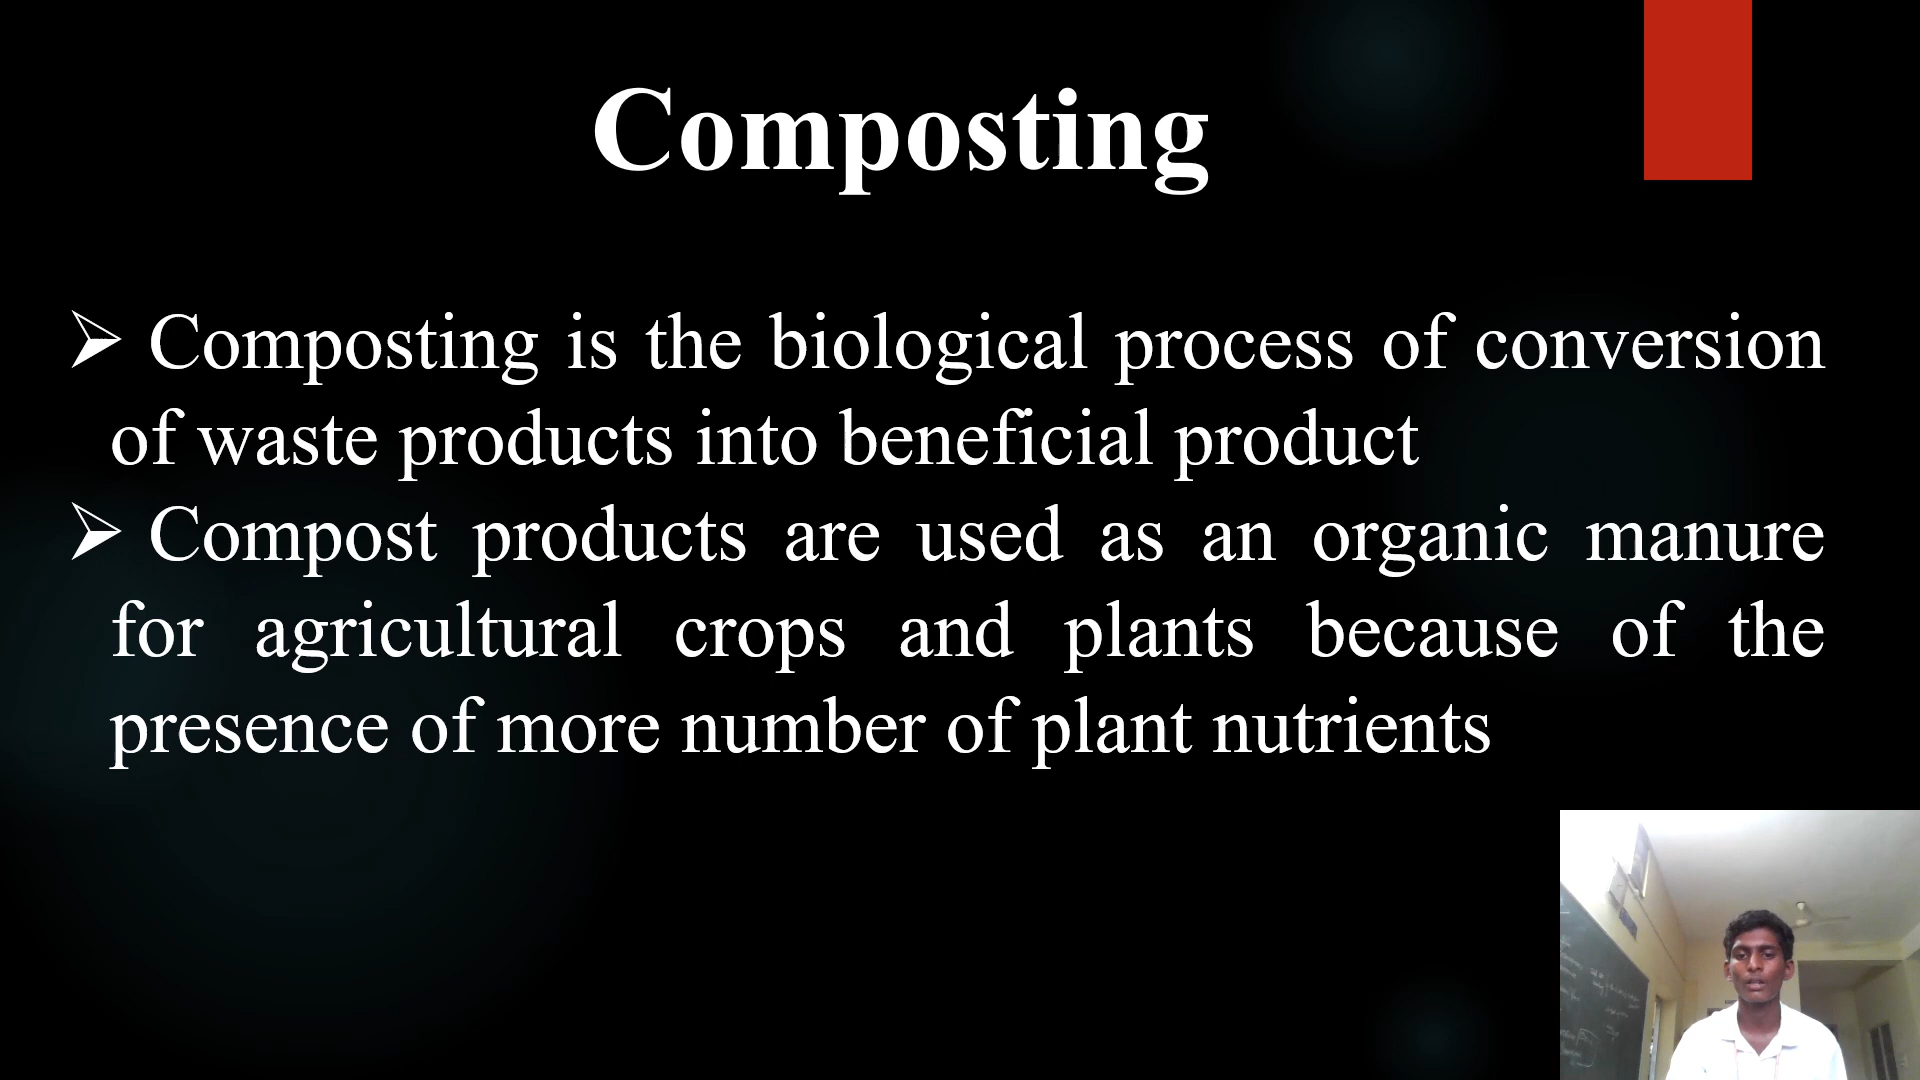 Composting
➢ Composting is the biological process of conversion
of waste products into beneficial product
➢ Compost products are used as an organic manure
for agricultural crops and plants because of the
presence of more number of plant nutrients